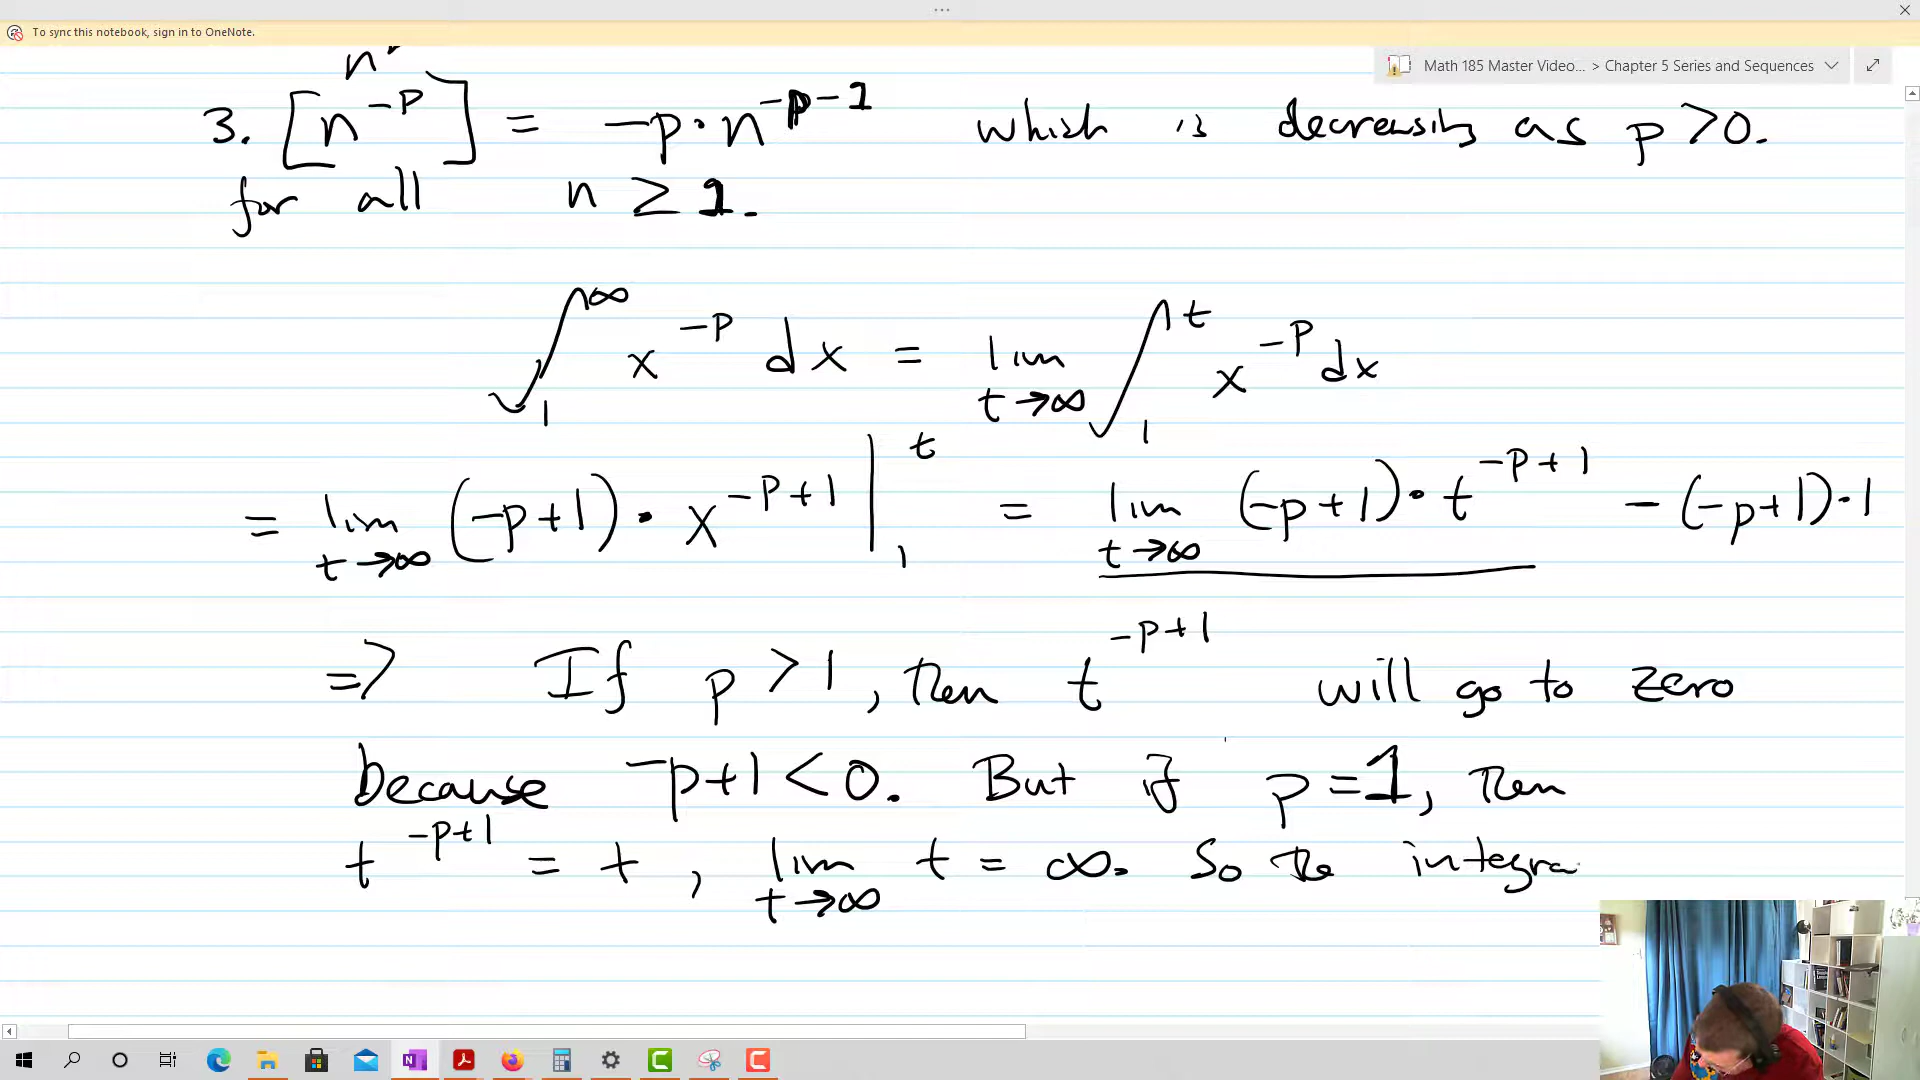 To sync this notebook, sign in to OneNote.
Math 185 Master Video... > Chapter 5 Series and Sequences
3. [n^{-p}] = -p · n^{-p-1} which is decreasing as p > 0.
for all n ≥ 1.
∫_1^∞ x^{-p} dx = lim_{t→∞} ∫_1^t x^{-p} dx
= lim_{t→∞} (-p+1) · x^{-p+1} |_1^t = lim_{t→∞} (-p+1) · t^{-p+1} - (-p+1) · 1
=> If p > 1, then t^{-p+1} will go to zero
because -p+1 < 0. But if p = 1, then
t^{-p+1} = t, lim_{t→∞} t = ∞. So the integra